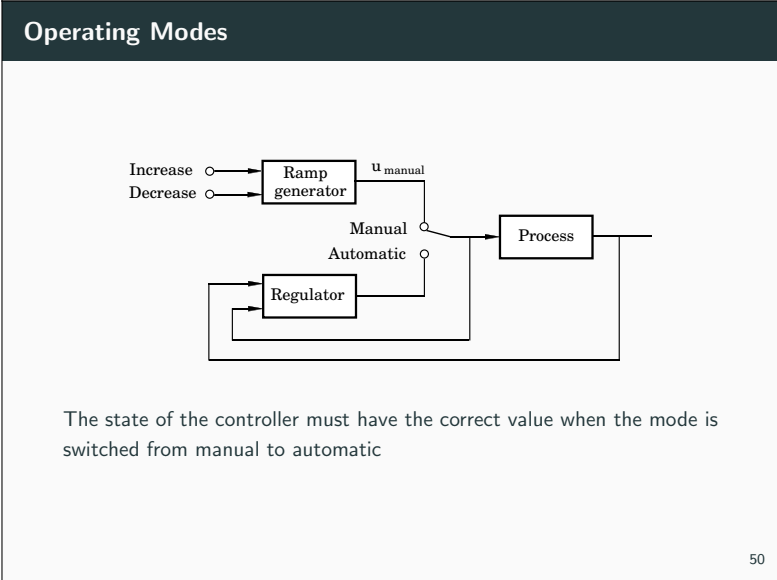 Operating Modes
Increase
Decrease
Ramp
generator
u manual
Manual
Automatic
Process
Regulator
The state of the controller must have the correct value when the mode is
switched from manual to automatic
50